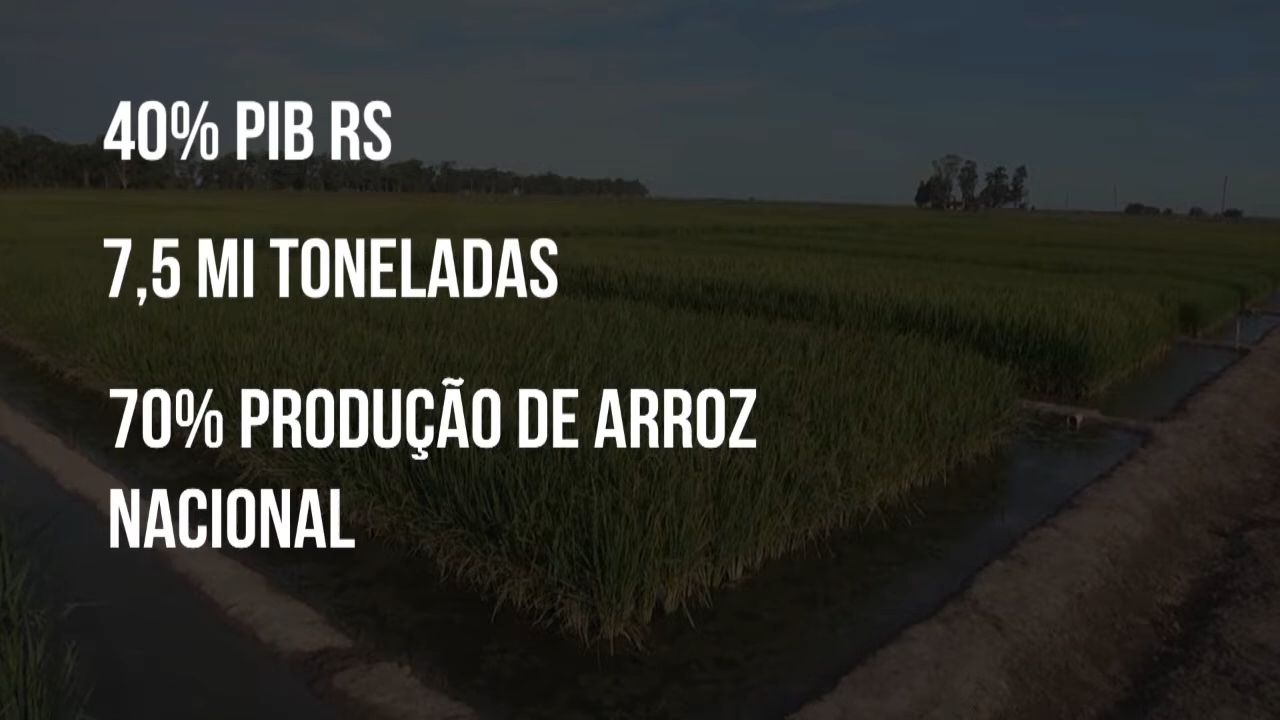 40% PIB RS
7,5 MI TONELADAS
70% PRODUÇÃO DE ARROZ
NACIONAL